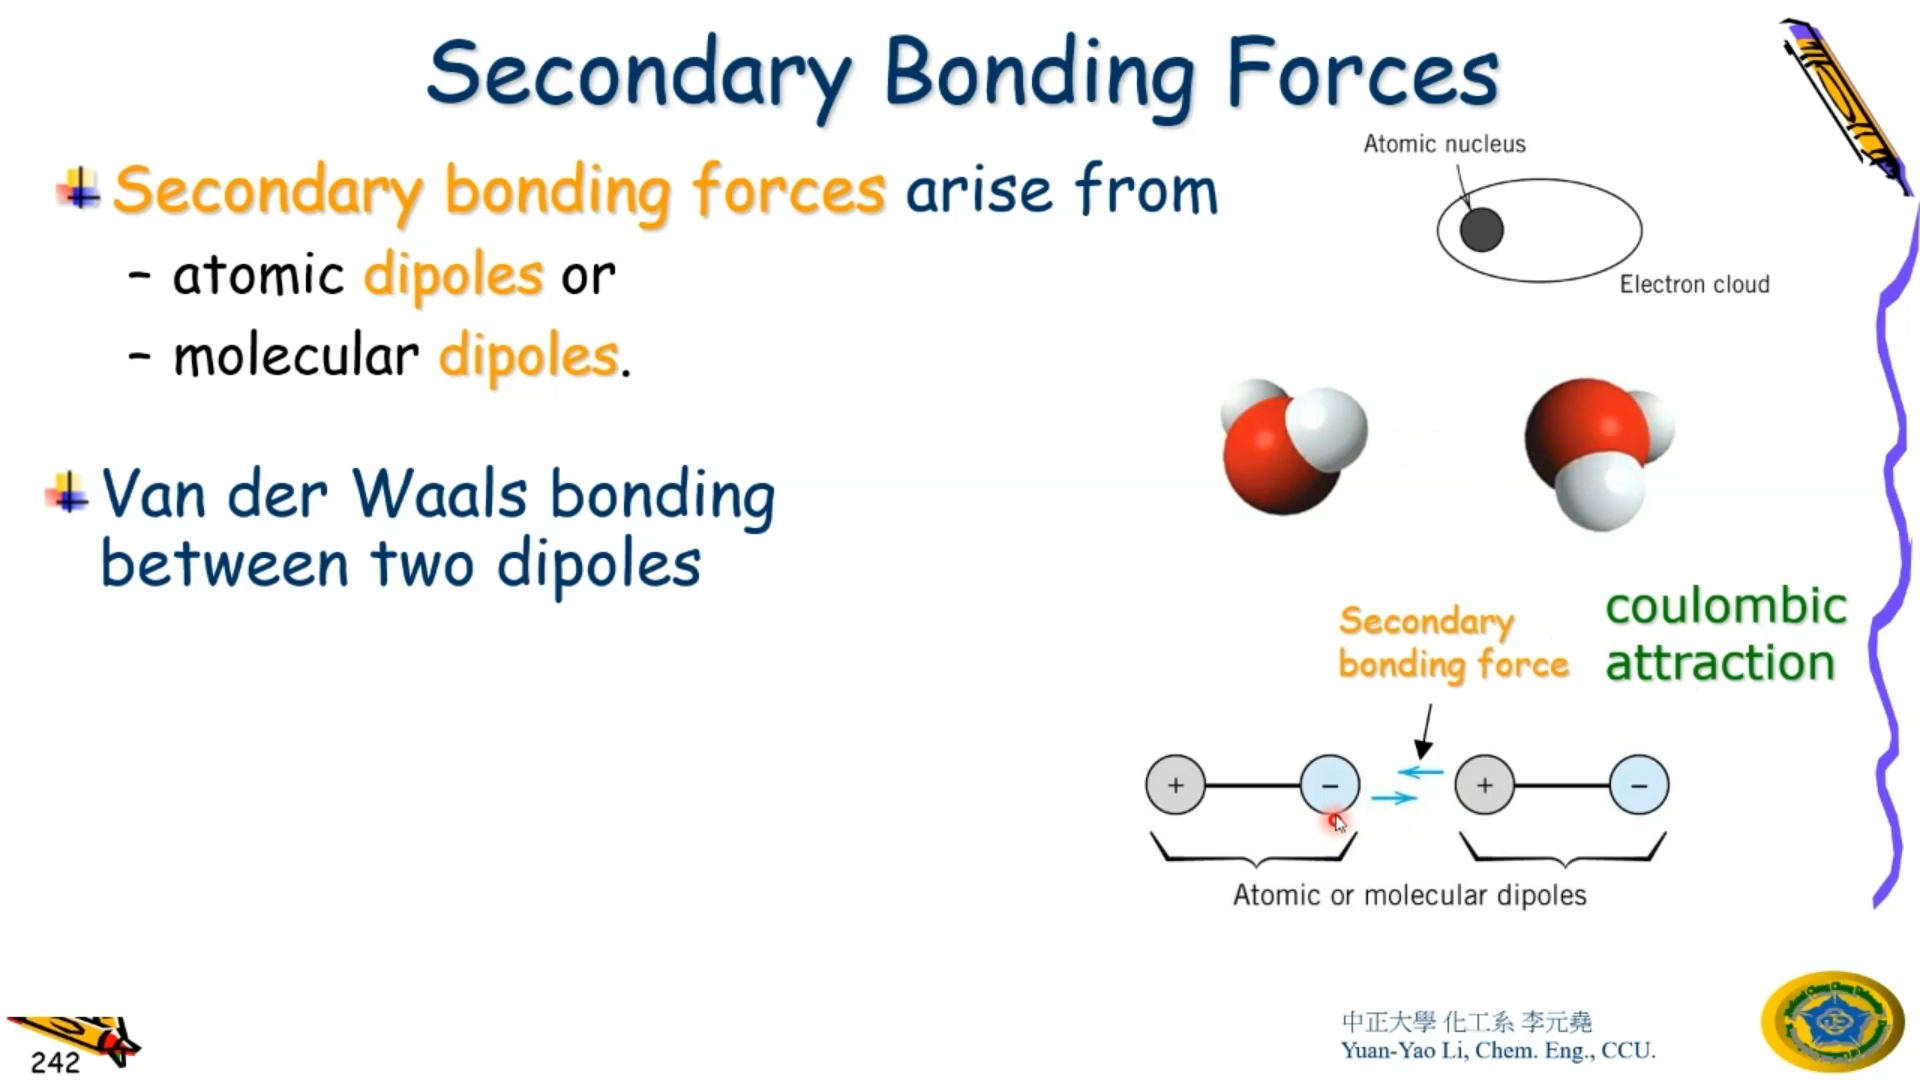 Secondary Bonding Forces
Secondary bonding forces arise from
– atomic dipoles or
– molecular dipoles.
Van der Waals bonding
between two dipoles
Atomic nucleus
Electron cloud
Secondary
bonding force
coulombic
attraction
+ – + –
Atomic or molecular dipoles
中正大學 化工系 李元堯
Yuan-Yao Li, Chem. Eng., CCU.
242